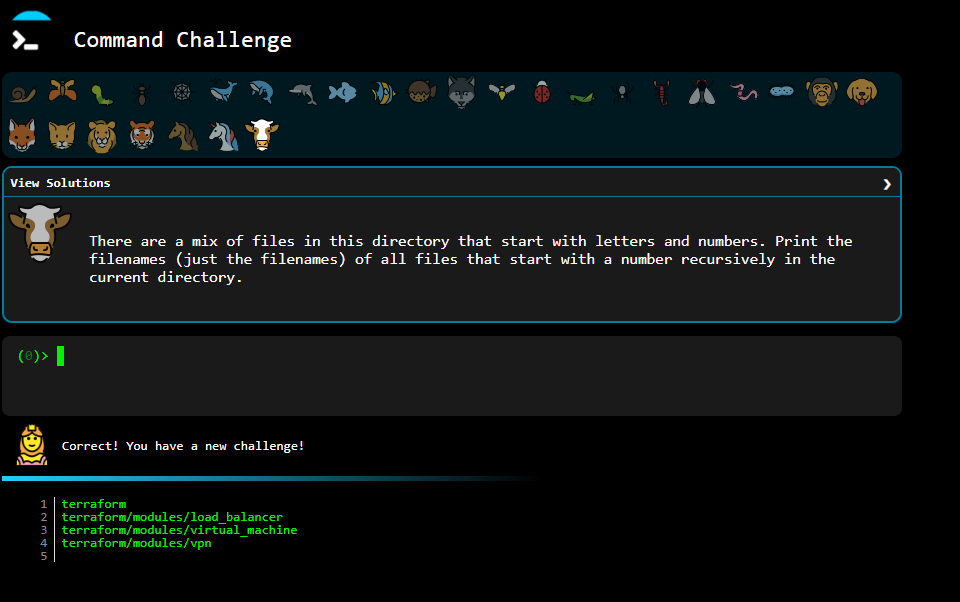 Command Challenge
View Solutions
There are a mix of files in this directory that start with letters and numbers. Print the
filenames (just the filenames) of all files that start with a number recursively in the
current directory.
(0)>
Correct! You have a new challenge!
1 terraform
2 terraform/modules/load_balancer
3 terraform/modules/virtual_machine
4 terraform/modules/vpn
5